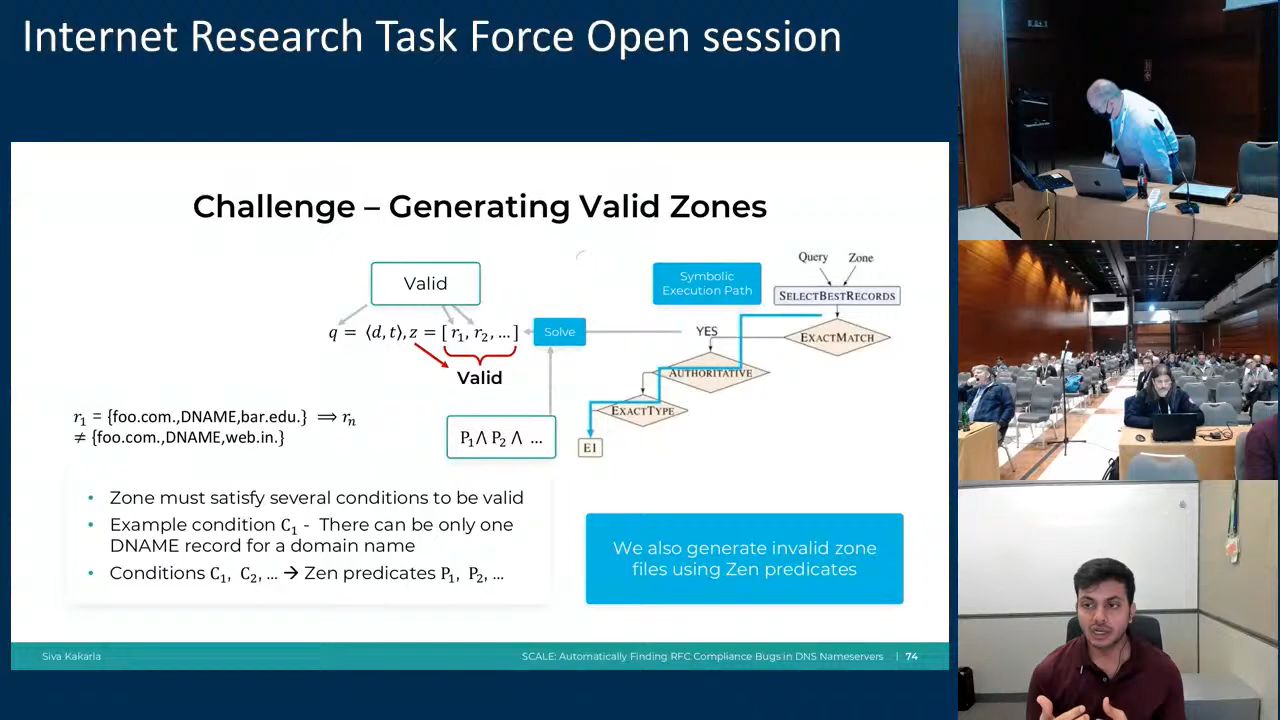 Internet Research Task Force Open session
Challenge – Generating Valid Zones
Valid
q = ⟨d, t⟩, z = [ r₁, r₂, … ]
Valid
Solve
Symbolic
Execution Path
Query Zone
SELECTBESTRECORDS
YES
EXACTMATCH
AUTHORITATIVE
EXACTTYPE
E1
r₁ = {foo.com.,DNAME,bar.edu.} ⟹ rₙ
≠ {foo.com.,DNAME,web.in.}
P₁ ∧ P₂ ∧ …
• Zone must satisfy several conditions to be valid
• Example condition C₁ - There can be only one
DNAME record for a domain name
• Conditions C₁, C₂, … → Zen predicates P₁, P₂, …
We also generate invalid zone
files using Zen predicates
Siva Kakarla
SCALE: Automatically Finding RFC Compliance Bugs in DNS Nameservers | 74